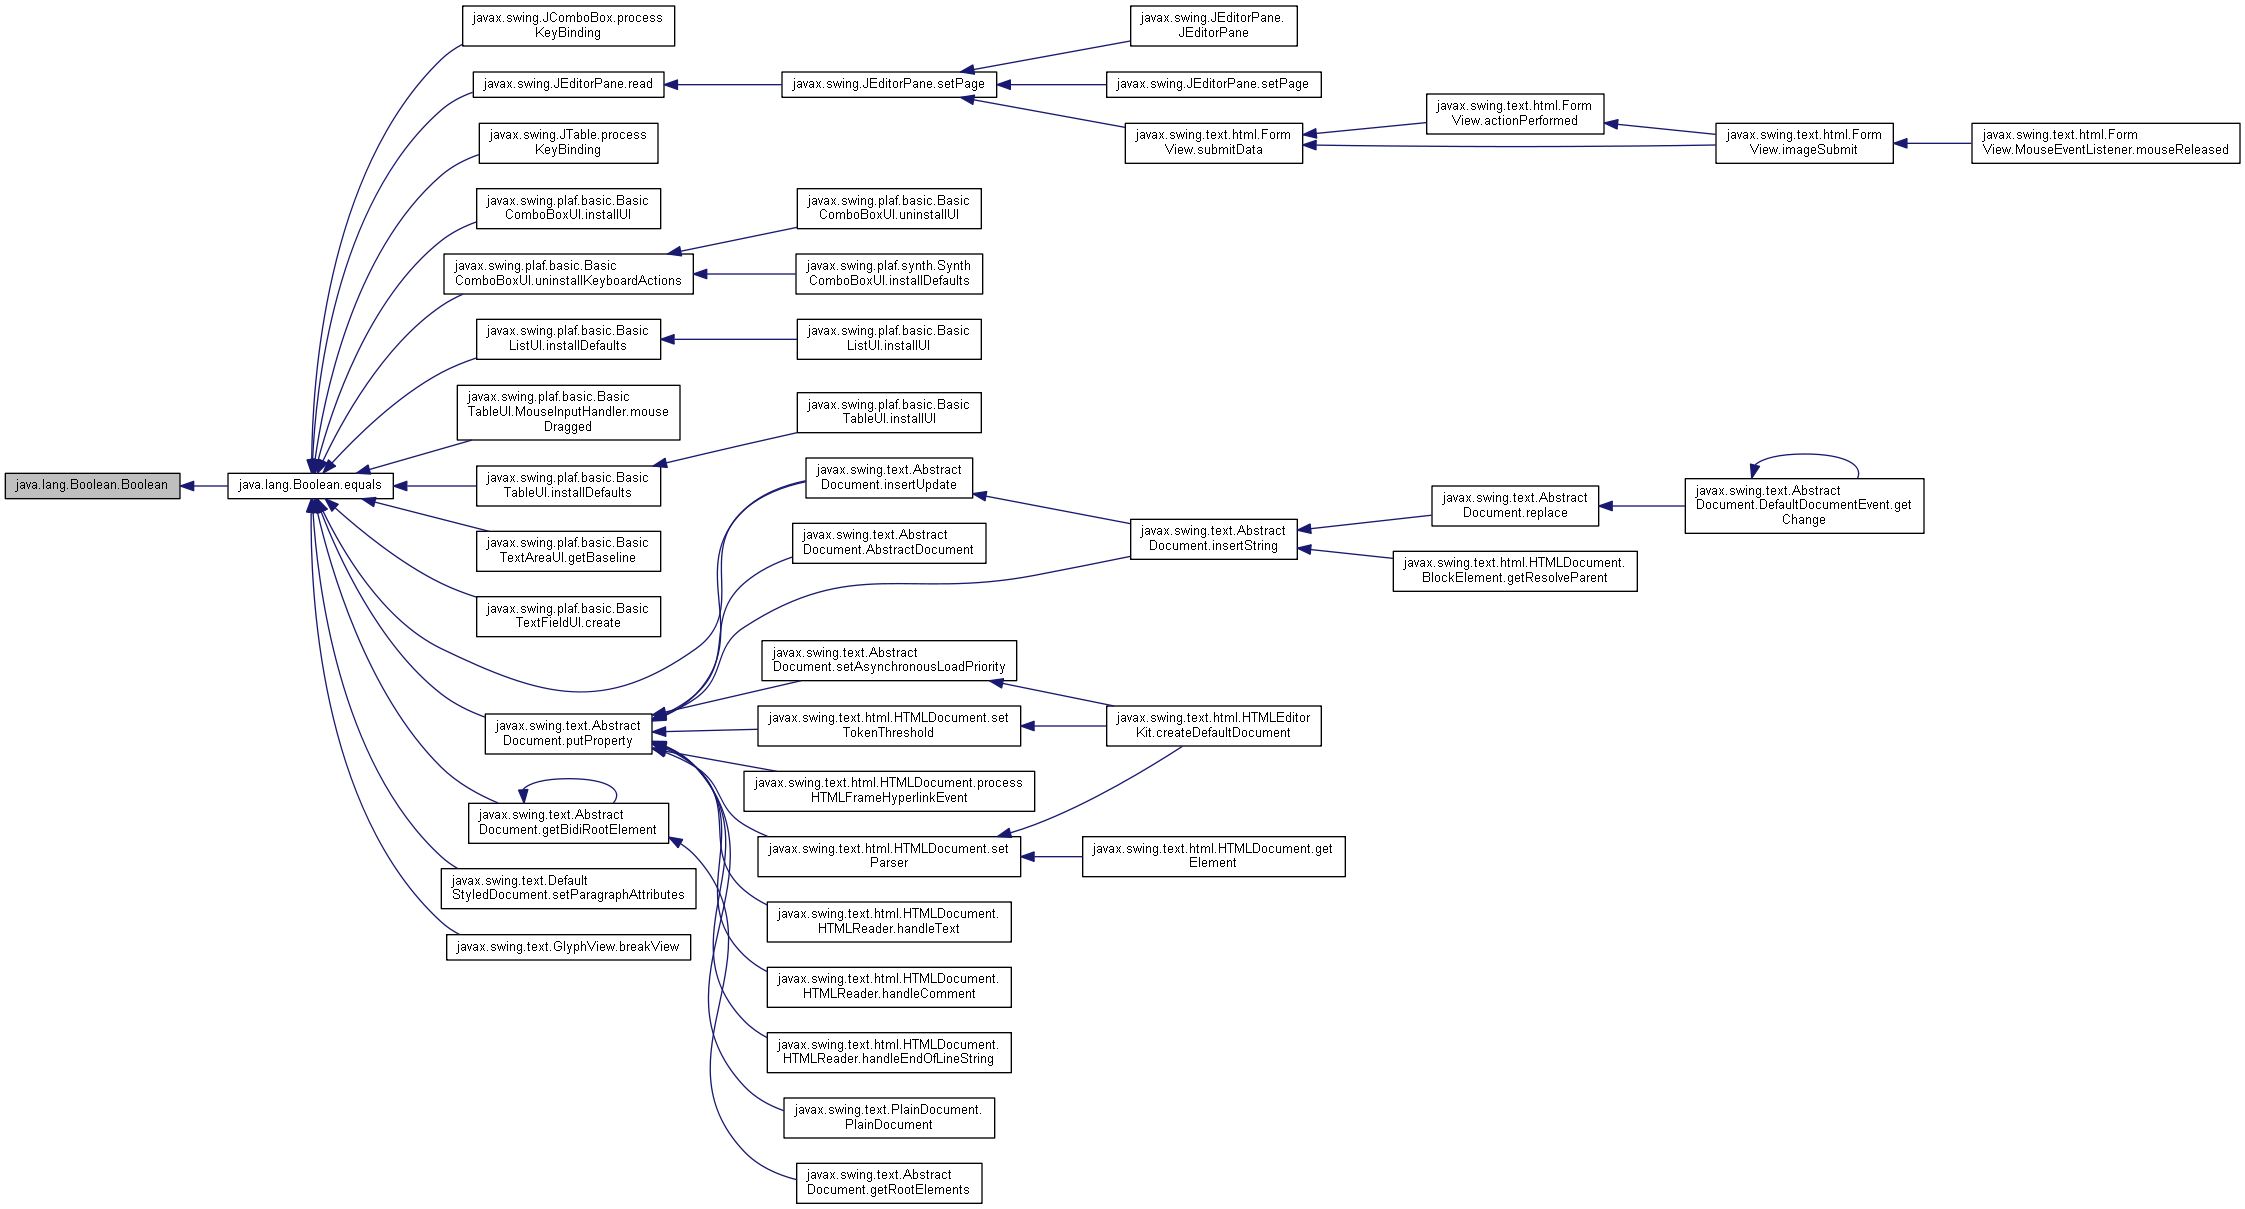 javax.swing.JComboBox.process
KeyBinding
javax.swing.JEditorPane.read
javax.swing.JTable.process
KeyBinding
javax.swing.plaf.basic.Basic
ComboBoxUI.installUI
javax.swing.plaf.basic.Basic
ComboBoxUI.uninstallKeyboardActions
javax.swing.plaf.basic.Basic
ListUI.installDefaults
javax.swing.plaf.basic.Basic
TableUI.MouseInputHandler.mouse
Dragged
java.lang.Boolean.Boolean
java.lang.Boolean.equals
javax.swing.plaf.basic.Basic
TableUI.installDefaults
javax.swing.plaf.basic.Basic
TextAreaUI.getBaseline
javax.swing.plaf.basic.Basic
TextFieldUI.create
javax.swing.text.Abstract
Document.putProperty
javax.swing.text.Abstract
Document.getBidiRootElement
javax.swing.text.Default
StyledDocument.setParagraphAttributes
javax.swing.text.GlyphView.breakView
javax.swing.JEditorPane.setPage
javax.swing.plaf.basic.Basic
ComboBoxUI.uninstallUI
javax.swing.plaf.synth.Synth
ComboBoxUI.installDefaults
javax.swing.plaf.basic.Basic
ListUI.installUI
javax.swing.plaf.basic.Basic
TableUI.installUI
javax.swing.text.Abstract
Document.insertUpdate
javax.swing.text.Abstract
Document.AbstractDocument
javax.swing.text.Abstract
Document.setAsynchronousLoadPriority
javax.swing.text.html.HTMLDocument.set
TokenThreshold
javax.swing.text.html.HTMLDocument.process
HTMLFrameHyperlinkEvent
javax.swing.text.html.HTMLDocument.set
Parser
javax.swing.text.html.HTMLDocument.
HTMLReader.handleText
javax.swing.text.html.HTMLDocument.
HTMLReader.handleComment
javax.swing.text.html.HTMLDocument.
HTMLReader.handleEndOfLineString
javax.swing.text.PlainDocument.
PlainDocument
javax.swing.text.Abstract
Document.getRootElements
javax.swing.JEditorPane.
JEditorPane
javax.swing.JEditorPane.setPage
javax.swing.text.html.Form
View.submitData
javax.swing.text.Abstract
Document.insertString
javax.swing.text.html.HTMLEditor
Kit.createDefaultDocument
javax.swing.text.html.HTMLDocument.get
Element
javax.swing.text.html.Form
View.actionPerformed
javax.swing.text.Abstract
Document.replace
javax.swing.text.html.HTMLDocument.
BlockElement.getResolveParent
javax.swing.text.html.Form
View.imageSubmit
javax.swing.text.Abstract
Document.DefaultDocumentEvent.get
Change
javax.swing.text.html.Form
View.MouseEventListener.mouseReleased